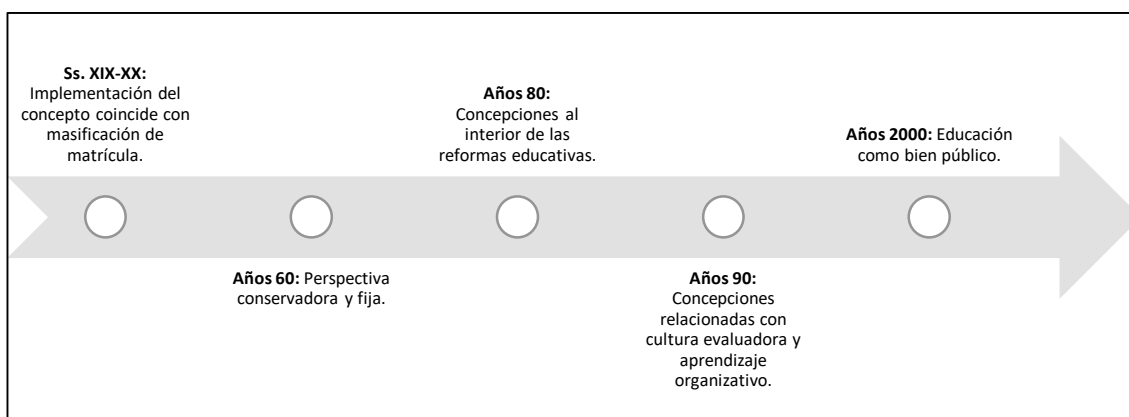 Ss. XIX-XX:
Implementación del
concepto coincide con
masificación de
matrícula.
Años 60: Perspectiva
conservadora y fija.
Años 80:
Concepciones al
interior de las
reformas educativas.
Años 90:
Concepciones
relacionadas con
cultura evaluadora y
aprendizaje
organizativo.
Años 2000: Educación
como bien público.